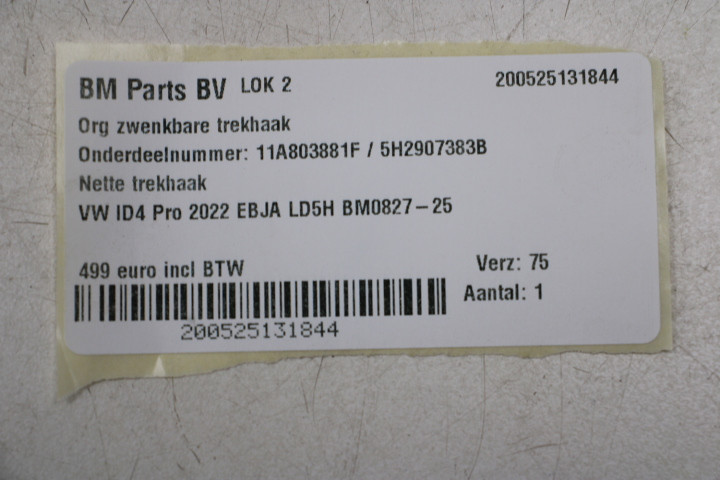 BM Parts BV LOK 2 200525131844
Org zwenkbare trekhaak
Onderdeelnummer: 11A803881F / 5H2907383B
Nette trekhaak
VW ID4 Pro 2022 EBJA LD5H BM0827-25
499 euro incl BTW Verz: 75
Aantal: 1
200525131844